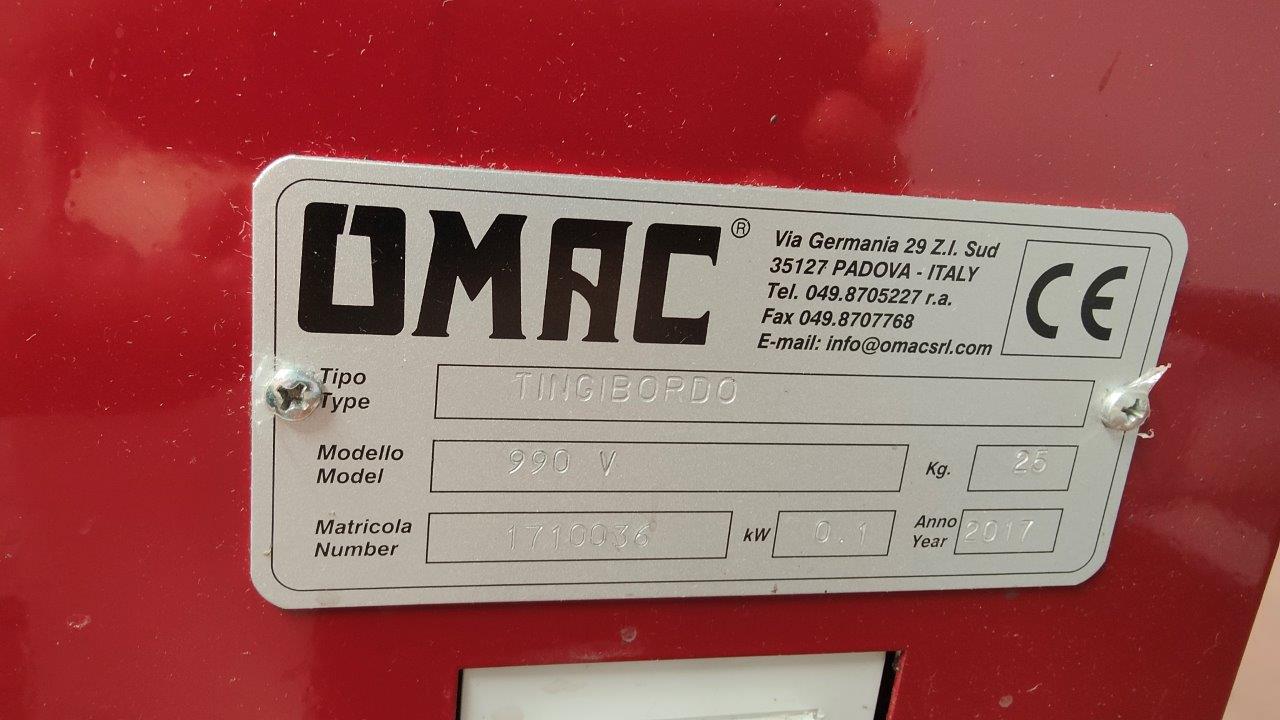 OMAC ®
Via Germania 29 Z.I. Sud
35127 PADOVA - ITALY
Tel. 049.8705227 r.a.
Fax 049.8707768
E-mail: info@omacsrl.com
CE
Tipo
Type
TINGIBORDO
Modello
Model
990 V
Kg.
25
Matricola
Number
1710036
kW
0.1
Anno
Year
2017